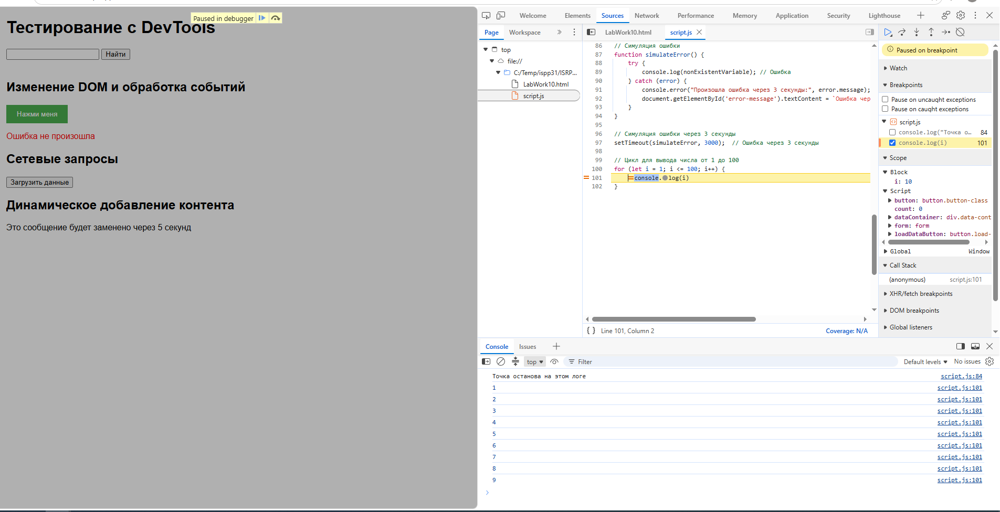 Paused in debugger
Тестирование с DevTools
Найти
Изменение DOM и обработка событий
Нажми меня
Ошибка не произошла
Сетевые запросы
Загрузить данные
Динамическое добавление контента
Это сообщение будет заменено через 5 секунд
Welcome Elements Sources Network Performance Memory Application Security Lighthouse
Page Workspace
top
file://
C:/Temp/ispp31/ISRP...
LabWork10.html
script.js
LabWork10.html script.js
86 // Симуляция ошибки
87 function simulateError() {
88 try {
89 console.log(nonExistentVariable); // Ошибка
90 } catch (error) {
91 console.error("Произошла ошибка через 3 секунды:", error.message);
92 document.getElementById('error-message').textContent = `Ошибка чер
93 }
94 }
95
96 // Симуляция ошибки через 3 секунды
97 setTimeout(simulateError, 3000); // Ошибка через 3 секунды
98
99 // Цикл для вывода числа от 1 до 100
100 for (let i = 1; i <= 100; i++) {
101 console.log(i)
102 }
{ } Line 101, Column 2 Coverage: N/A
Paused on breakpoint
Watch
Breakpoints
Pause on uncaught exceptions
Pause on caught exceptions
script.js
console.log("Точка о... 84
console.log(i) 101
Scope
Block
i: 10
Script
button: button.button-class
count: 0
dataContainer: div.data-cont
form: form
loadDataButton: button.load-
Global Window
Call Stack
(anonymous) script.js:101
XHR/fetch breakpoints
DOM breakpoints
Global listeners
Console Issues
top Filter Default levels No issues
Точка останова на этом логе script.js:84
1 script.js:101
2 script.js:101
3 script.js:101
4 script.js:101
5 script.js:101
6 script.js:101
7 script.js:101
8 script.js:101
9 script.js:101